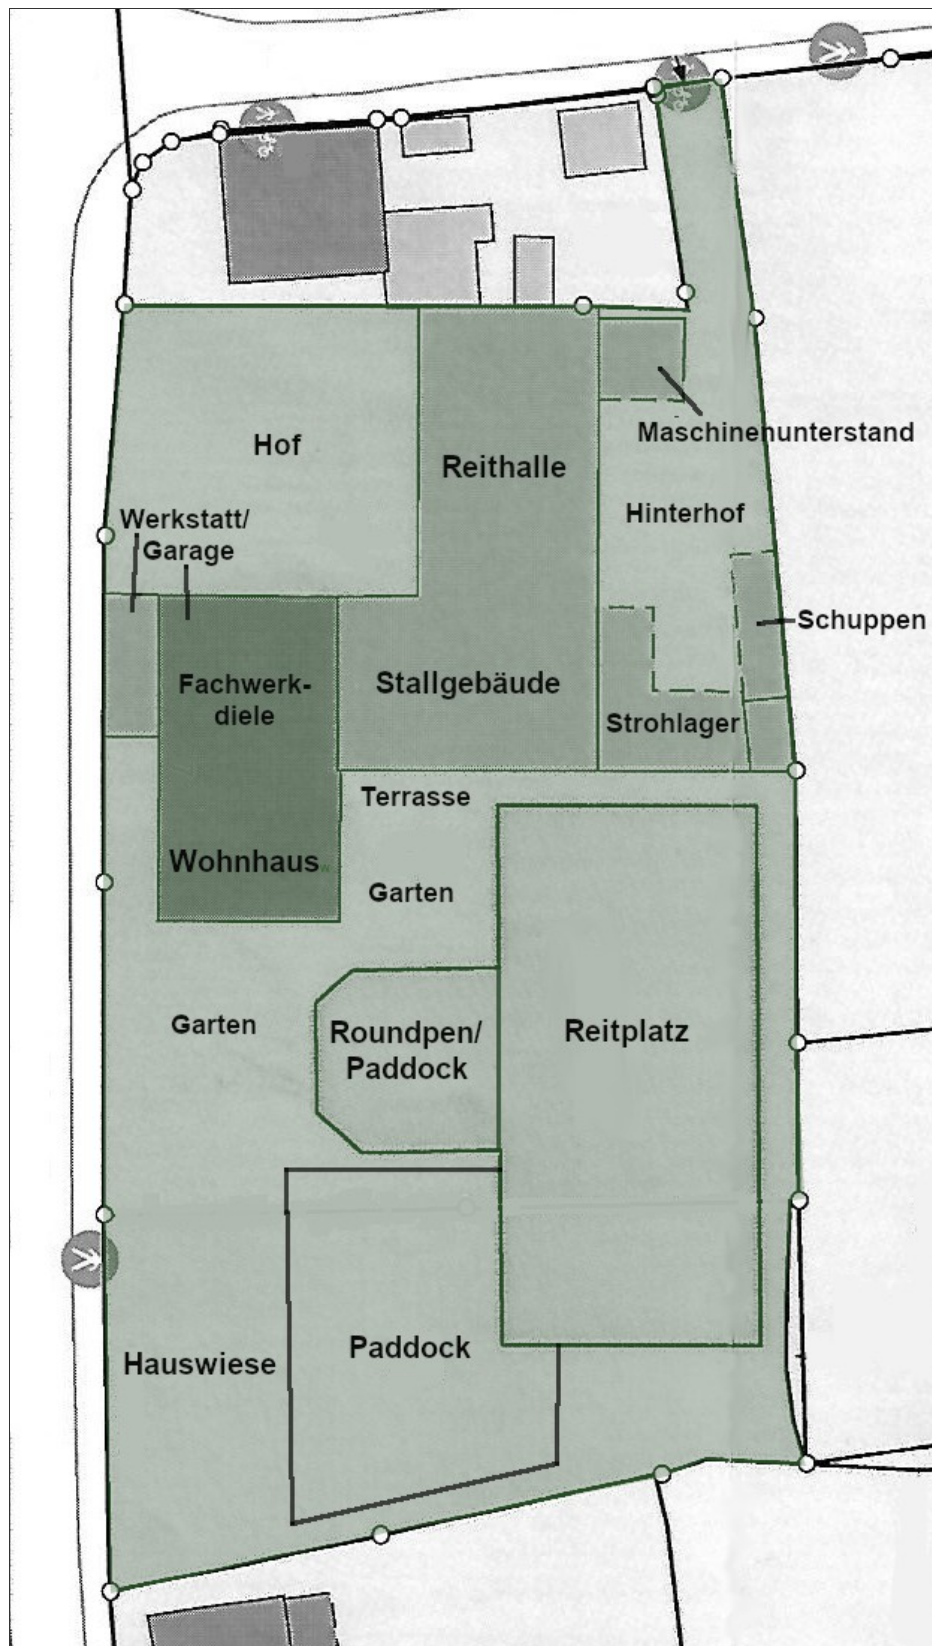 Hof
Reithalle
Maschinenunterstand
Hinterhof
Werkstatt/
Garage
Schuppen
Fachwerk-
diele
Stallgebäude
Strohlager
Terrasse
Wohnhaus
Garten
Garten
Roundpen/
Paddock
Reitplatz
Hauswiese
Paddock